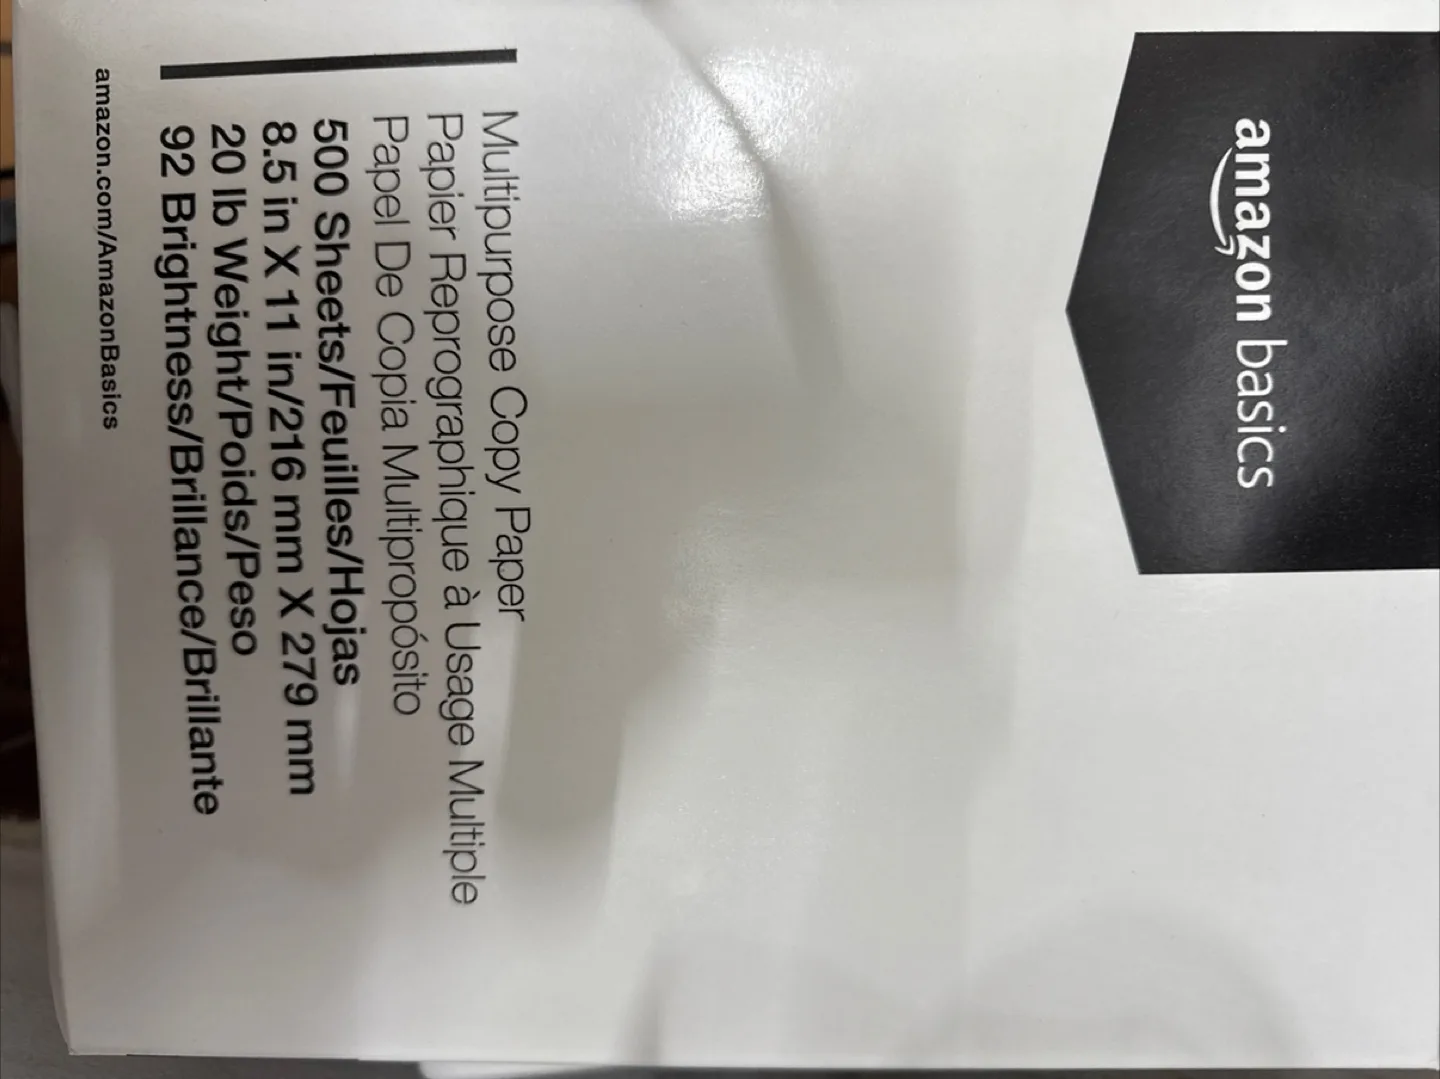 amazon basics
Multipurpose Copy Paper
Papier Reprographique à Usage Multiple
Papel De Copia Multipropósito
500 Sheets/Feuilles/Hojas
8.5 in X 11 in/216 mm X 279 mm
20 lb Weight/Poids/Peso
92 Brightness/Brillance/Brillante
amazon.com/AmazonBasics